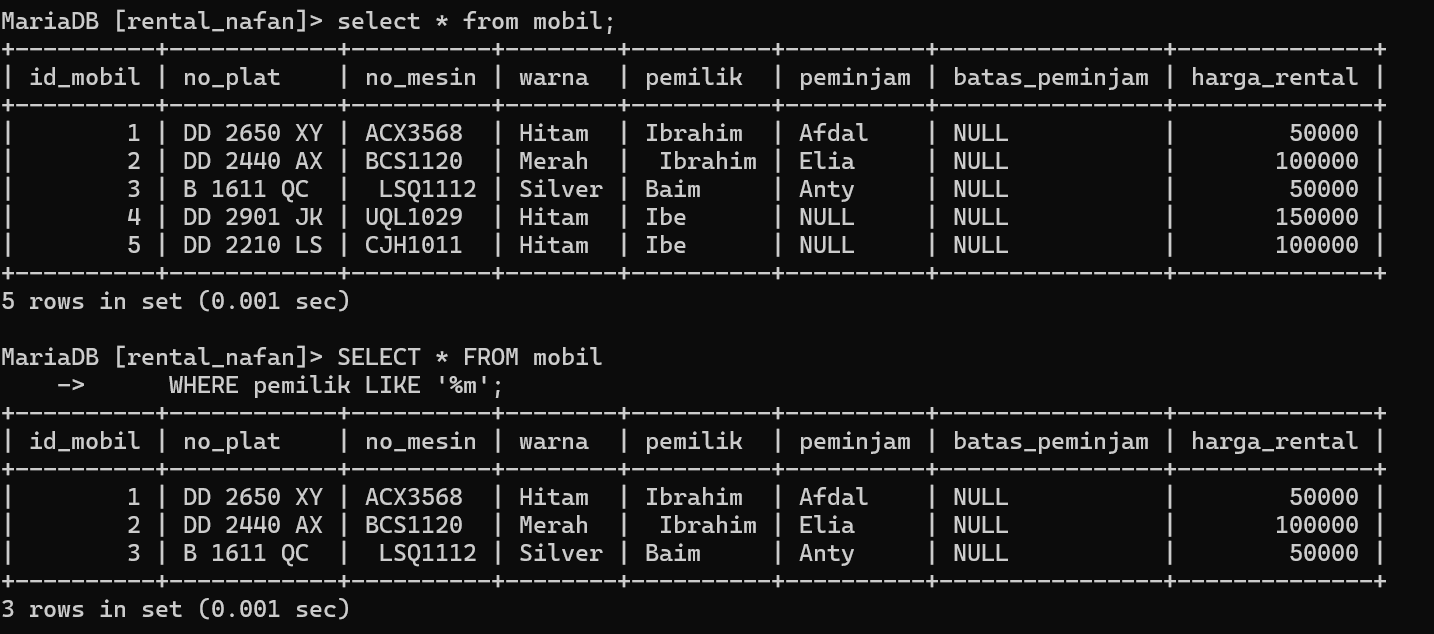 MariaDB [rental_nafan]> select * from mobil;
+----------+------------+----------+--------+----------+----------+----------------+--------------+
| id_mobil | no_plat    | no_mesin | warna  | pemilik  | peminjam | batas_peminjam | harga_rental |
+----------+------------+----------+--------+----------+----------+----------------+--------------+
|        1 | DD 2650 XY | ACX3568  | Hitam  | Ibrahim  | Afdal    | NULL           |        50000 |
|        2 | DD 2440 AX | BCS1120  | Merah  |  Ibrahim | Elia     | NULL           |       100000 |
|        3 | B 1611 QC  |  LSQ1112 | Silver | Baim     | Anty     | NULL           |        50000 |
|        4 | DD 2901 JK | UQL1029  | Hitam  | Ibe      | NULL     | NULL           |       150000 |
|        5 | DD 2210 LS | CJH1011  | Hitam  | Ibe      | NULL     | NULL           |       100000 |
+----------+------------+----------+--------+----------+----------+----------------+--------------+
5 rows in set (0.001 sec)

MariaDB [rental_nafan]> SELECT * FROM mobil
    ->      WHERE pemilik LIKE '%m';
+----------+------------+----------+--------+----------+----------+----------------+--------------+
| id_mobil | no_plat    | no_mesin | warna  | pemilik  | peminjam | batas_peminjam | harga_rental |
+----------+------------+----------+--------+----------+----------+----------------+--------------+
|        1 | DD 2650 XY | ACX3568  | Hitam  | Ibrahim  | Afdal    | NULL           |        50000 |
|        2 | DD 2440 AX | BCS1120  | Merah  |  Ibrahim | Elia     | NULL           |       100000 |
|        3 | B 1611 QC  |  LSQ1112 | Silver | Baim     | Anty     | NULL           |        50000 |
+----------+------------+----------+--------+----------+----------+----------------+--------------+
3 rows in set (0.001 sec)